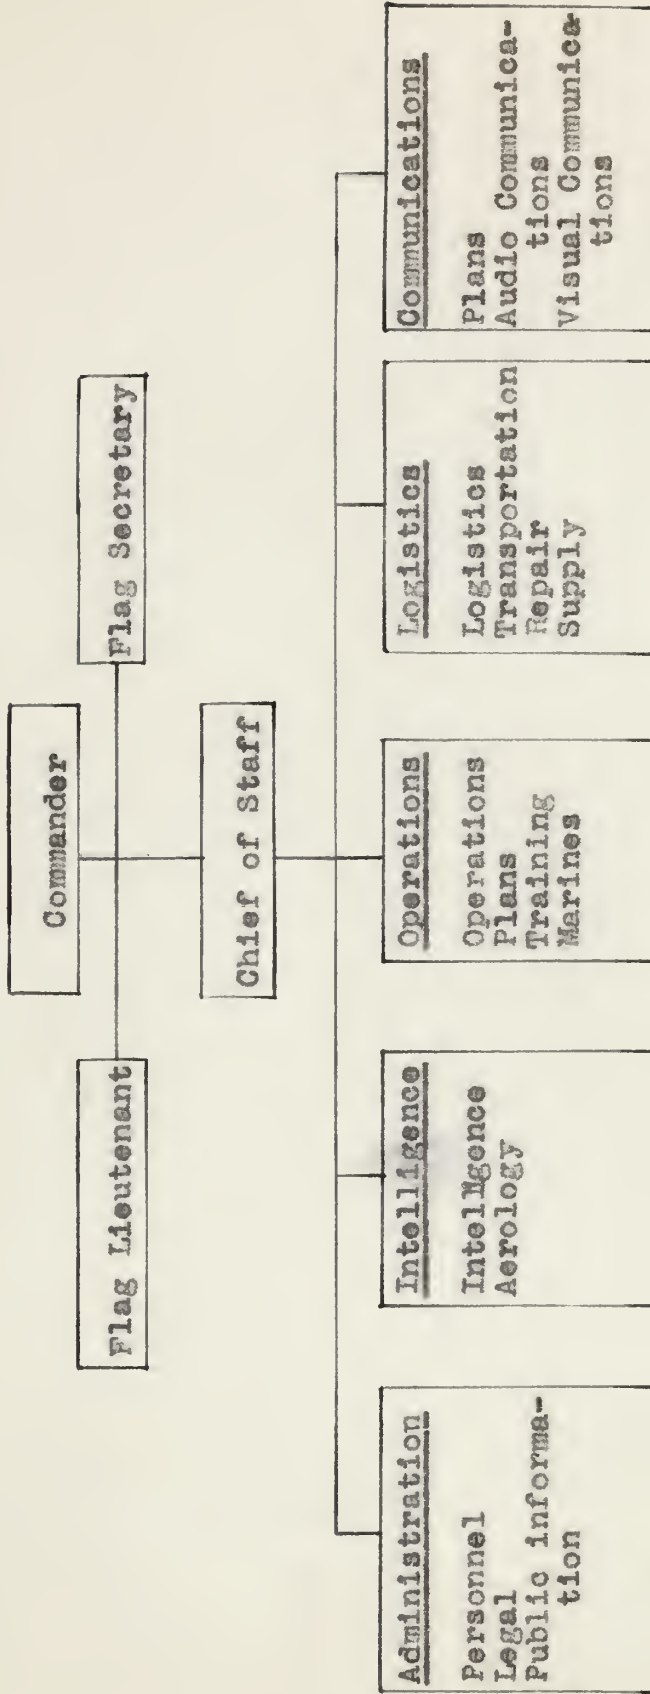 Commander
Flag Lieutenant
Flag Secretary
Chief of Staff
Administration
Personnel
Legal
Public informa-
tion
Intelligence
Intelligence
Aerology
Operations
Operations
Plans
Training
Marines
Logistics
Logistics
Transportation
Repair
Supply
Communications
Plans
Audio Communica-
tions
Visual Communica-
tions